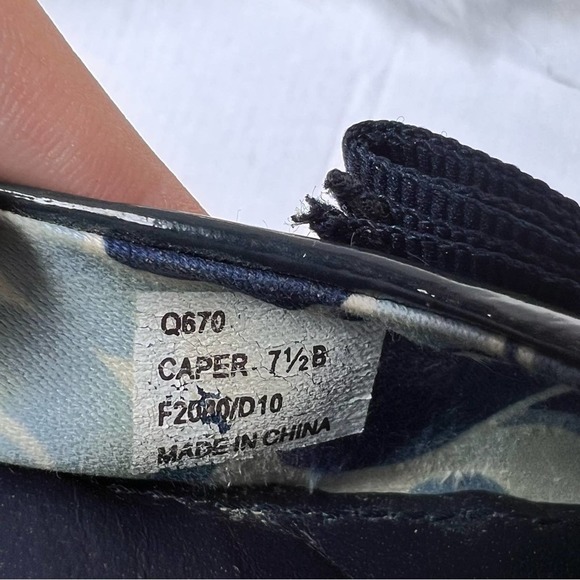 Q670
CAPER 7½B
F2000/D10
MADE IN CHINA